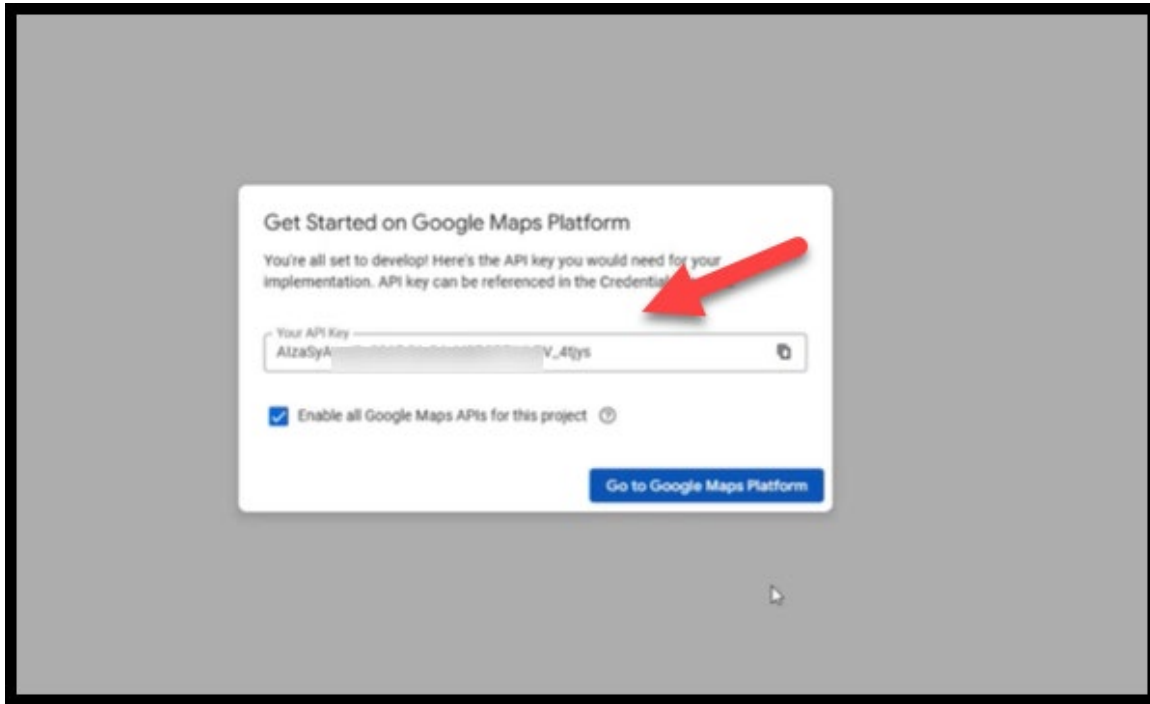 Get Started on Google Maps Platform
You're all set to develop! Here's the API key you would need for your
implementation. API key can be referenced in the
Your API Key
Enable all Google Maps APIs for this project
Go to Google Maps Platform